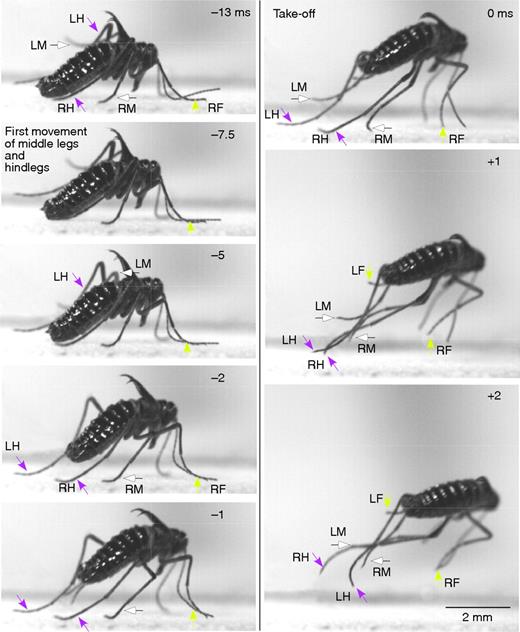 −13 ms
LH
LM
RH
RM
RF
First movement
of middle legs
and
hindlegs
−7.5
−5
LH
LM
−2
LH
RH
RM
RF
−1
Take-off
0 ms
LM
LH
RH
RM
RF
+1
LF
LM
LH
RH
RM
RF
+2
LF
LM
RH
RM
LH
RF
2 mm